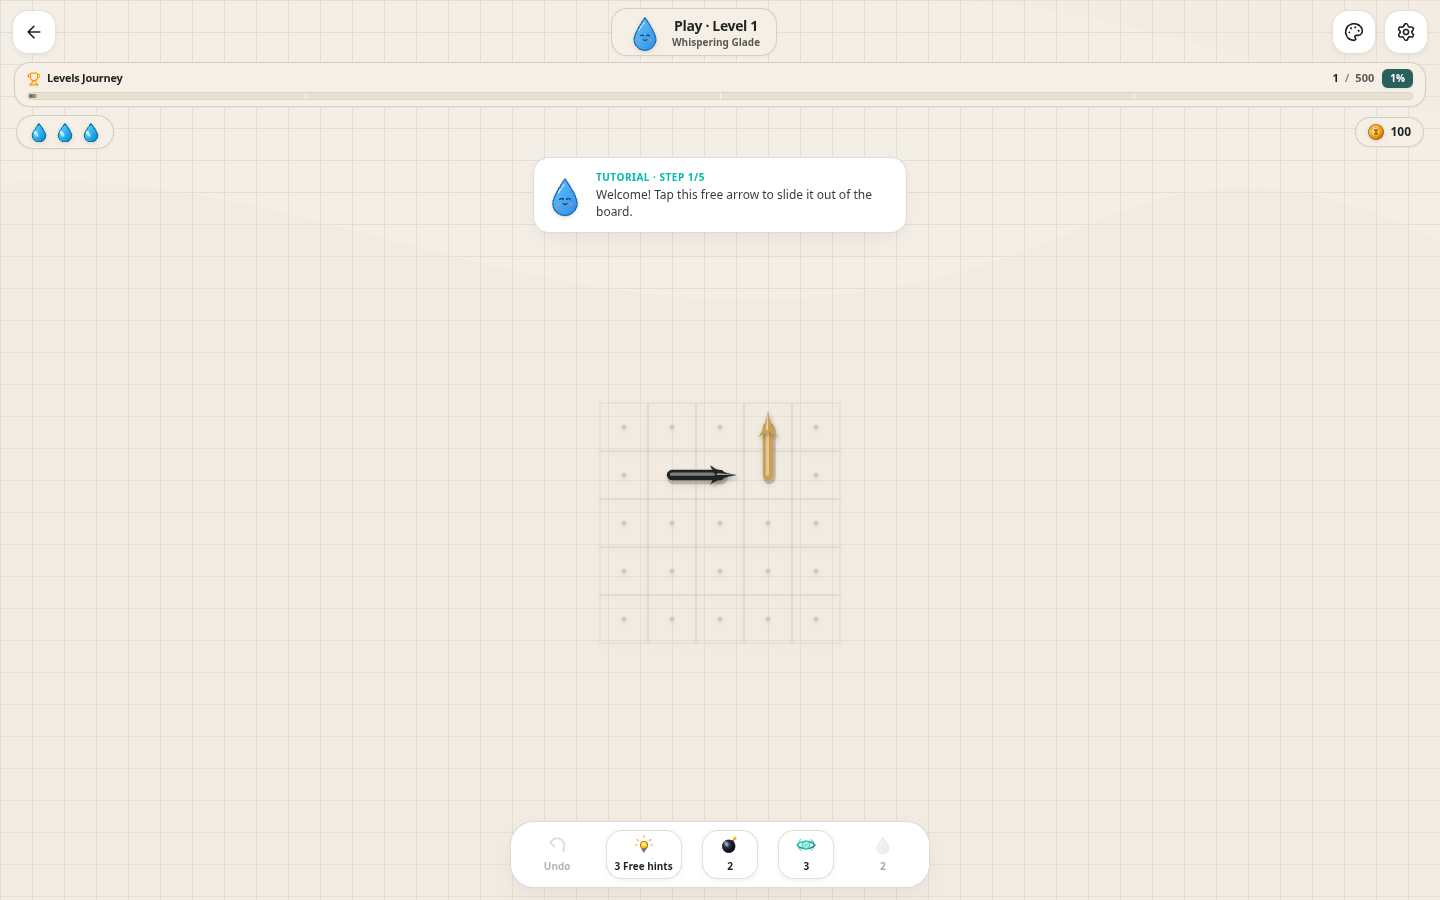 Play · Level 1
Whispering Glade
Levels Journey
1 / 500
1%
100
TUTORIAL · STEP 1/5
Welcome! Tap this free arrow to slide it out of the
board.
Undo
3 Free hints
2
3
2